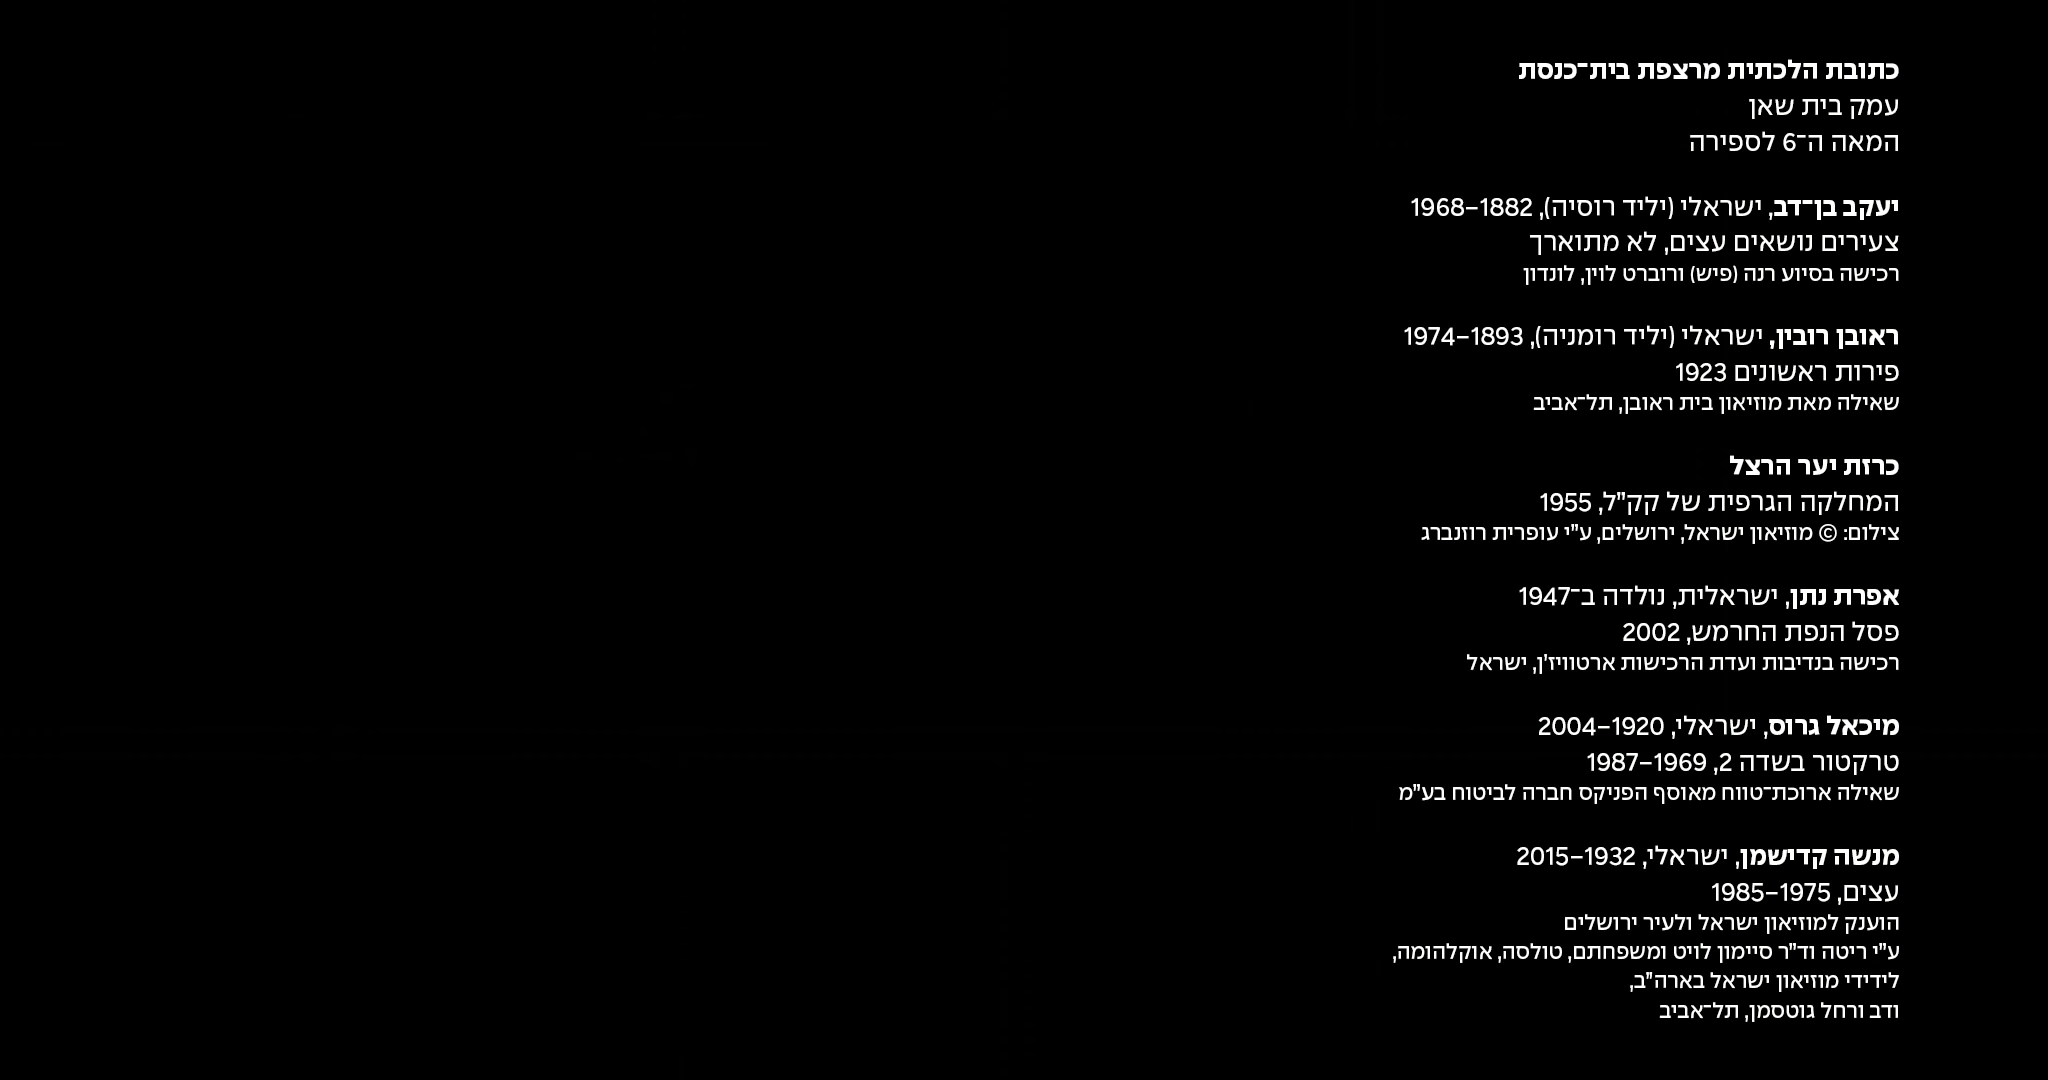 כתובת הלכתית מרצפת בית־כנסת
עמק בית שאן
המאה ה־6 לספירה
יעקב בן־דב, ישראלי (יליד רוסיה), 1882–1968
צעירים נושאים עצים, לא מתוארך
רכישה בסיוע רנה (פיש) ורוברט לוין, לונדון
ראובן רובין, ישראלי (יליד רומניה), 1893–1974
פירות ראשונים 1923
שאילה מאת מוזיאון בית ראובן, תל־אביב
כרזת יער הרצל
המחלקה הגרפית של קק"ל, 1955
צילום: © מוזיאון ישראל, ירושלים, ע"י עופרית רוזנברג
אפרת נתן, ישראלית, נולדה ב־1947
פסל הנפת החרמש, 2002
רכישה בנדיבות ועדת הרכישות ארטוויז'ן, ישראל
מיכאל גרוס, ישראלי, 1920–2004
טרקטור בשדה 2, 1969–1987
שאילה ארוכת־טווח מאוסף הפניקס חברה לביטוח בע"מ
מנשה קדישמן, ישראלי, 1932–2015
עצים, 1975–1985
הוענק למוזיאון ישראל ולעיר ירושלים
ע"י ריטה וד"ר סיימון לויט ומשפחתם, טולסה, אוקלהומה,
לידידי מוזיאון ישראל בארה"ב,
ודב ורחל גוטסמן, תל־אביב